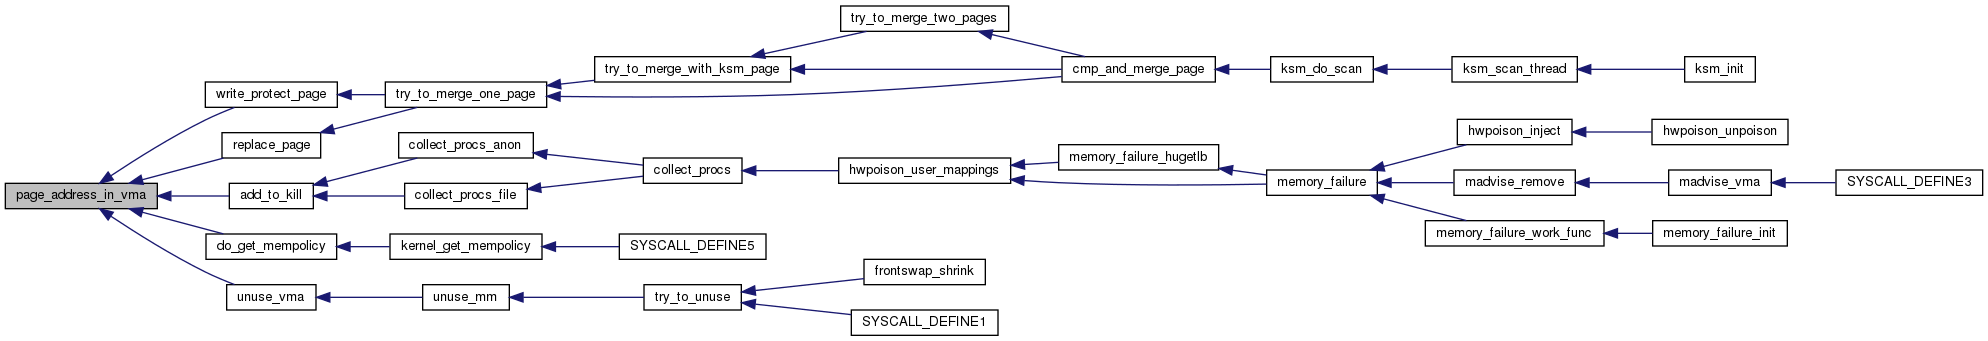 try_to_merge_two_pages
try_to_merge_with_ksm_page
cmp_and_merge_page
ksm_do_scan
ksm_scan_thread
ksm_init
write_protect_page
try_to_merge_one_page
replace_page
collect_procs_anon
hwpoison_inject
hwpoison_unpoison
memory_failure_hugetlb
collect_procs
hwpoison_user_mappings
memory_failure
madvise_remove
madvise_vma
SYSCALL_DEFINE3
page_address_in_vma
add_to_kill
collect_procs_file
memory_failure_work_func
memory_failure_init
do_get_mempolicy
kernel_get_mempolicy
SYSCALL_DEFINE5
frontswap_shrink
unuse_vma
unuse_mm
try_to_unuse
SYSCALL_DEFINE1